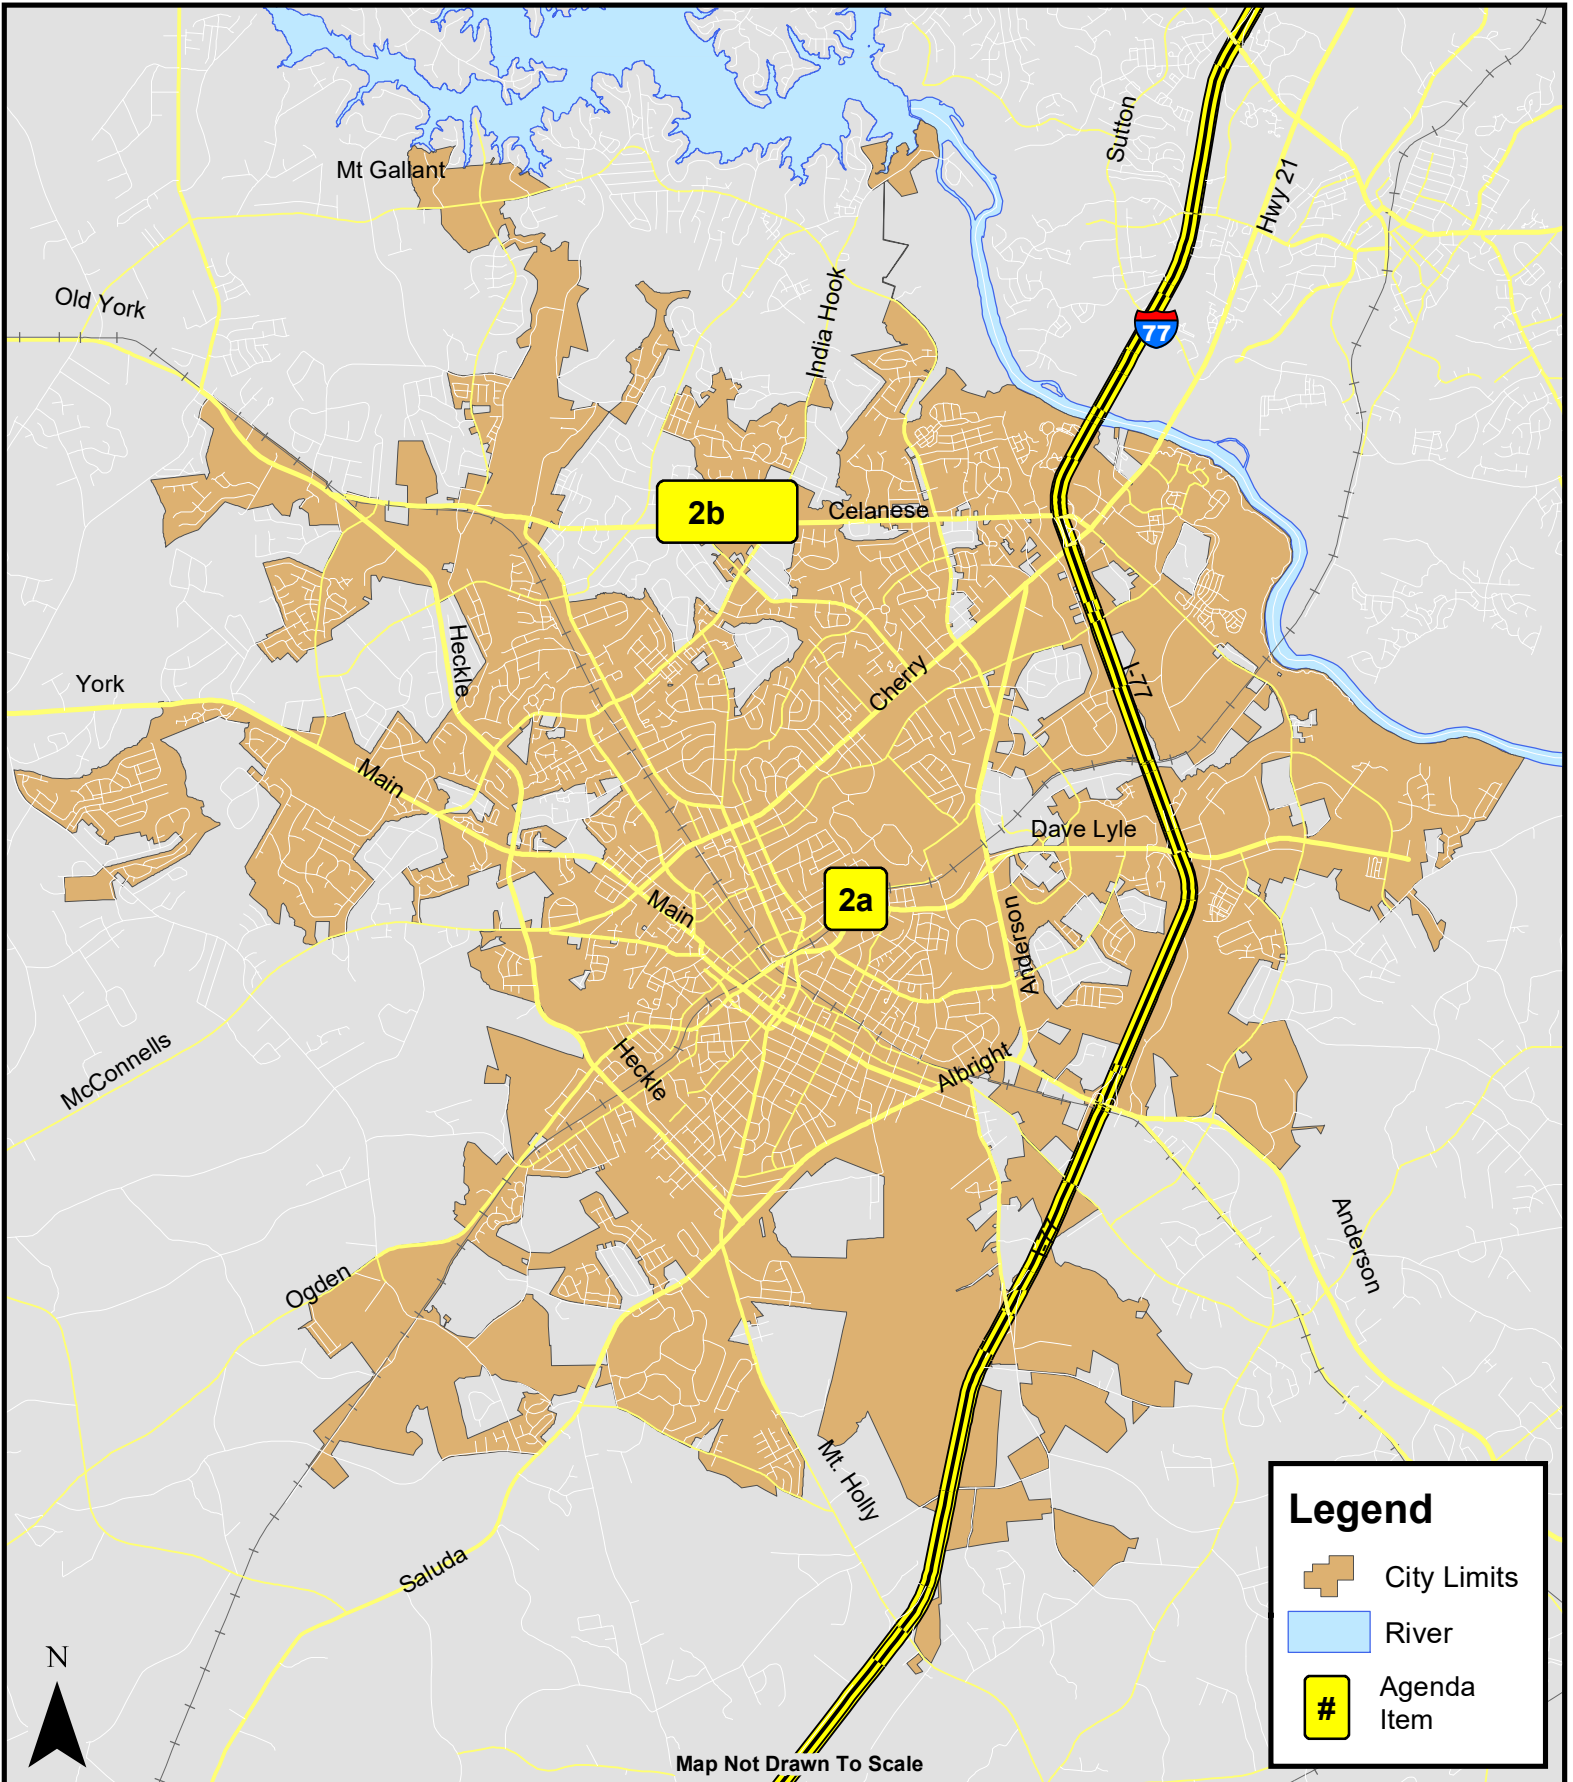 Sutton
Mt Gallant
Hwy 21
Old York
India Hook
77
2b
Celanese
Heckle
York
Cherry
I-77
Main
Dave Lyle
2a
Main
Anderson
McConnells
Heckle
Albright
Anderson
Ogden
Mt. Holly
Saluda
Legend
City Limits
River
#
Agenda
Item
N
Map Not Drawn To Scale